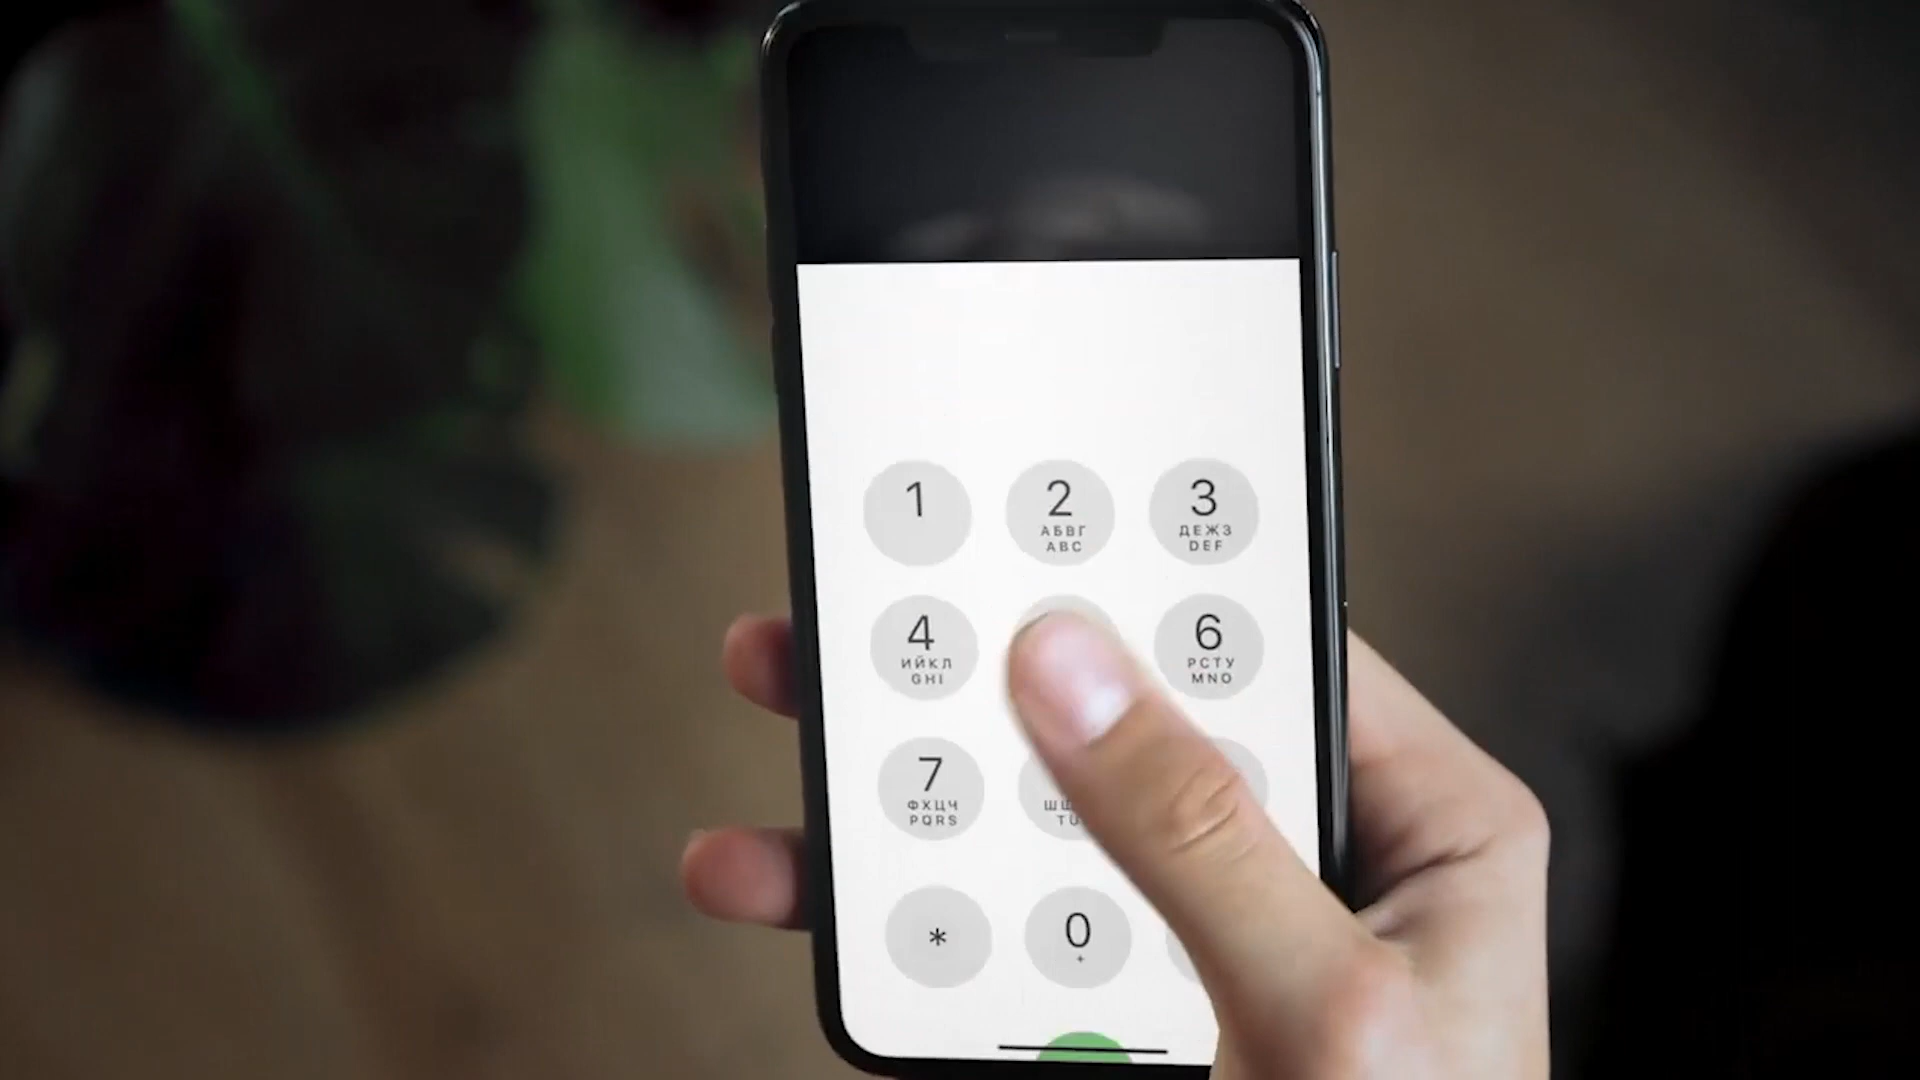 1
2
АБВГ
ABC
3
ДЕЖЗ
DEF
4
ИЙКЛ
GHI
6
РСТУ
MNO
7
ФХЦЧ
PQRS
*
0
+